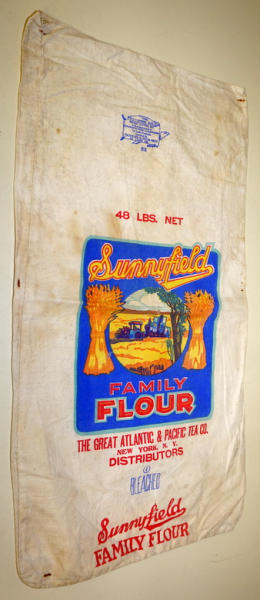 48 LBS. NET
Sunnyfield
FAMILY
FLOUR
THE GREAT ATLANTIC & PACIFIC TEA CO.
NEW YORK, N. Y.
DISTRIBUTORS
BLEACHED
Sunnyfield
FAMILY FLOUR